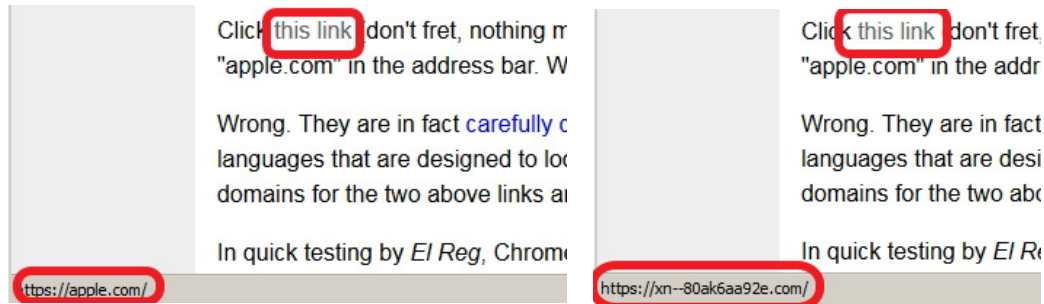 Click this link (don't fret, nothing m
"apple.com" in the address bar. W
Wrong. They are in fact carefully c
languages that are designed to loo
domains for the two above links ar
In quick testing by El Reg, Chrome
https://apple.com/
Click this link don't fret,
"apple.com" in the addr
Wrong. They are in fact
languages that are desi
domains for the two abo
In quick testing by El Re
https://xn--80ak6aa92e.com/